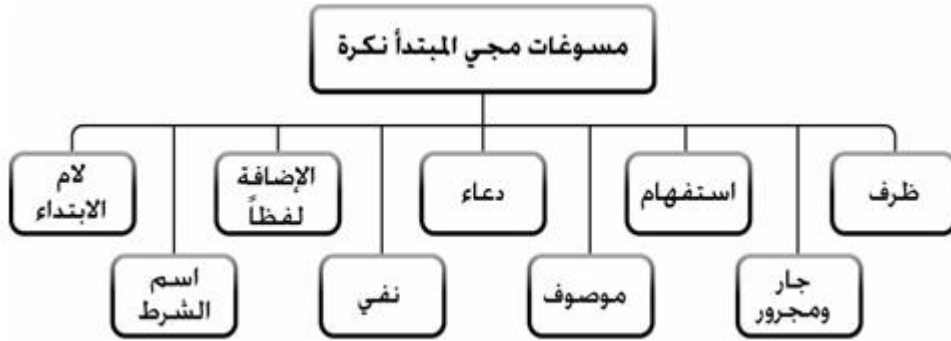 مسوغات مجي المبتدأ نكرة
ظرف
جار
ومجرور
استفهام
موصوف
دعاء
نفي
الإضافة
لفظاً
اسم
الشرط
لام
الابتداء